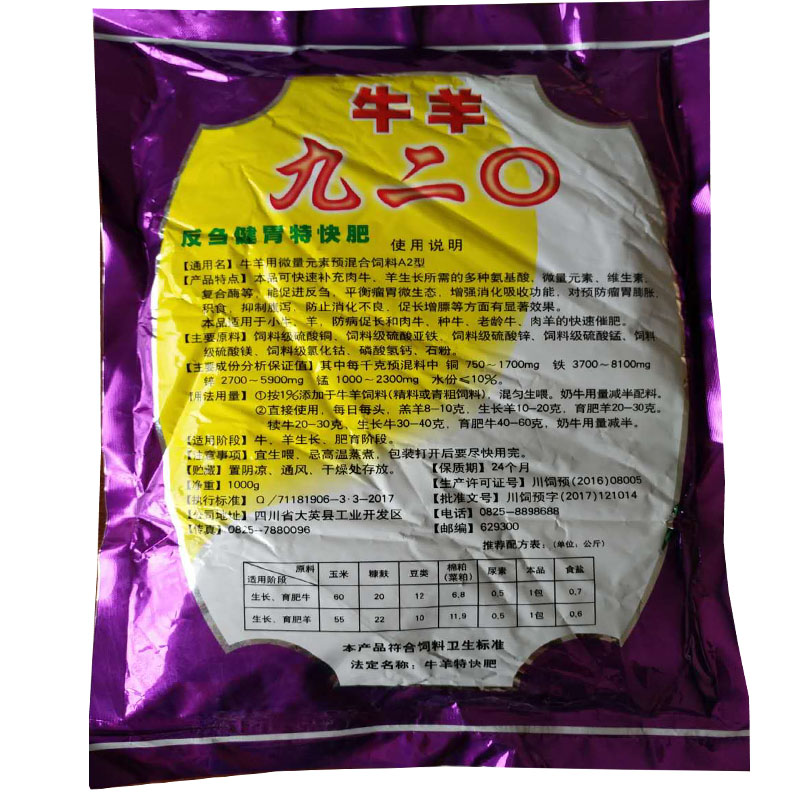 牛羊
九二〇
反刍健胃特快肥
使用说明
【通用名】牛羊用微量元素预混合饲料A2型
【产品特点】本品可快速补充肉牛、羊生长所需的多种氨基酸、微量元素、维生素、
复合酶等，能促进反刍、平衡瘤胃微生态，增强消化吸收功能，对预防瘤胃膨胀、
积食，抑制腹泻、防止消化不良、促长增膘等方面有显著效果。
本品适用于小牛、羊，防病促长和肉牛、种牛、老龄牛、肉羊的快速催肥。
【主要原料】饲料级硫酸铜、饲料级硫酸亚铁、饲料级硫酸锌、饲料级硫酸锰、饲料
级硫酸镁、饲料级氯化钴、磷酸氢钙、石粉。
【主要成份分析保证值】其中每千克预混料中 铜 750～1700mg 铁 3700～8100mg
锌 2700～5900mg 锰 1000～2300mg 水份≤10%。
【用法用量】①按1%添加于牛羊饲料(精料或青粗饲料)，混匀生喂。奶牛用量减半配料。
②直接使用，每日每头，羔羊8-10克，生长羊10-20克，育肥羊20-30克。
犊牛20-30克，生长牛30-40克，育肥牛40-60克，奶牛用量减半。
【适用阶段】牛、羊生长、肥育阶段。
【注意事项】宜生喂、忌高温蒸煮，包装打开后要尽快用完。
【贮藏】置阴凉、通风、干燥处存放。 【保质期】24个月
【净重】1000g 【生产许可证号】川饲预(2016)08005
【执行标准】Q／71181906-3·3-2017 【批准文号】川饲预字(2017)121014
【公司地址】四川省大英县工业开发区 【电话】0825-8898688
【传真】0825-7880096 【邮编】629300
推荐配方表：(单位：公斤)
原料 适用阶段 玉米 糠麸 豆类 棉粕(菜粕) 尿素 本品 食盐
生长、育肥牛 60 20 12 6.8 0.5 1包 0.7
生长、育肥羊 55 22 10 11.9 0.5 1包 0.6
本产品符合饲料卫生标准
法定名称：牛羊特快肥